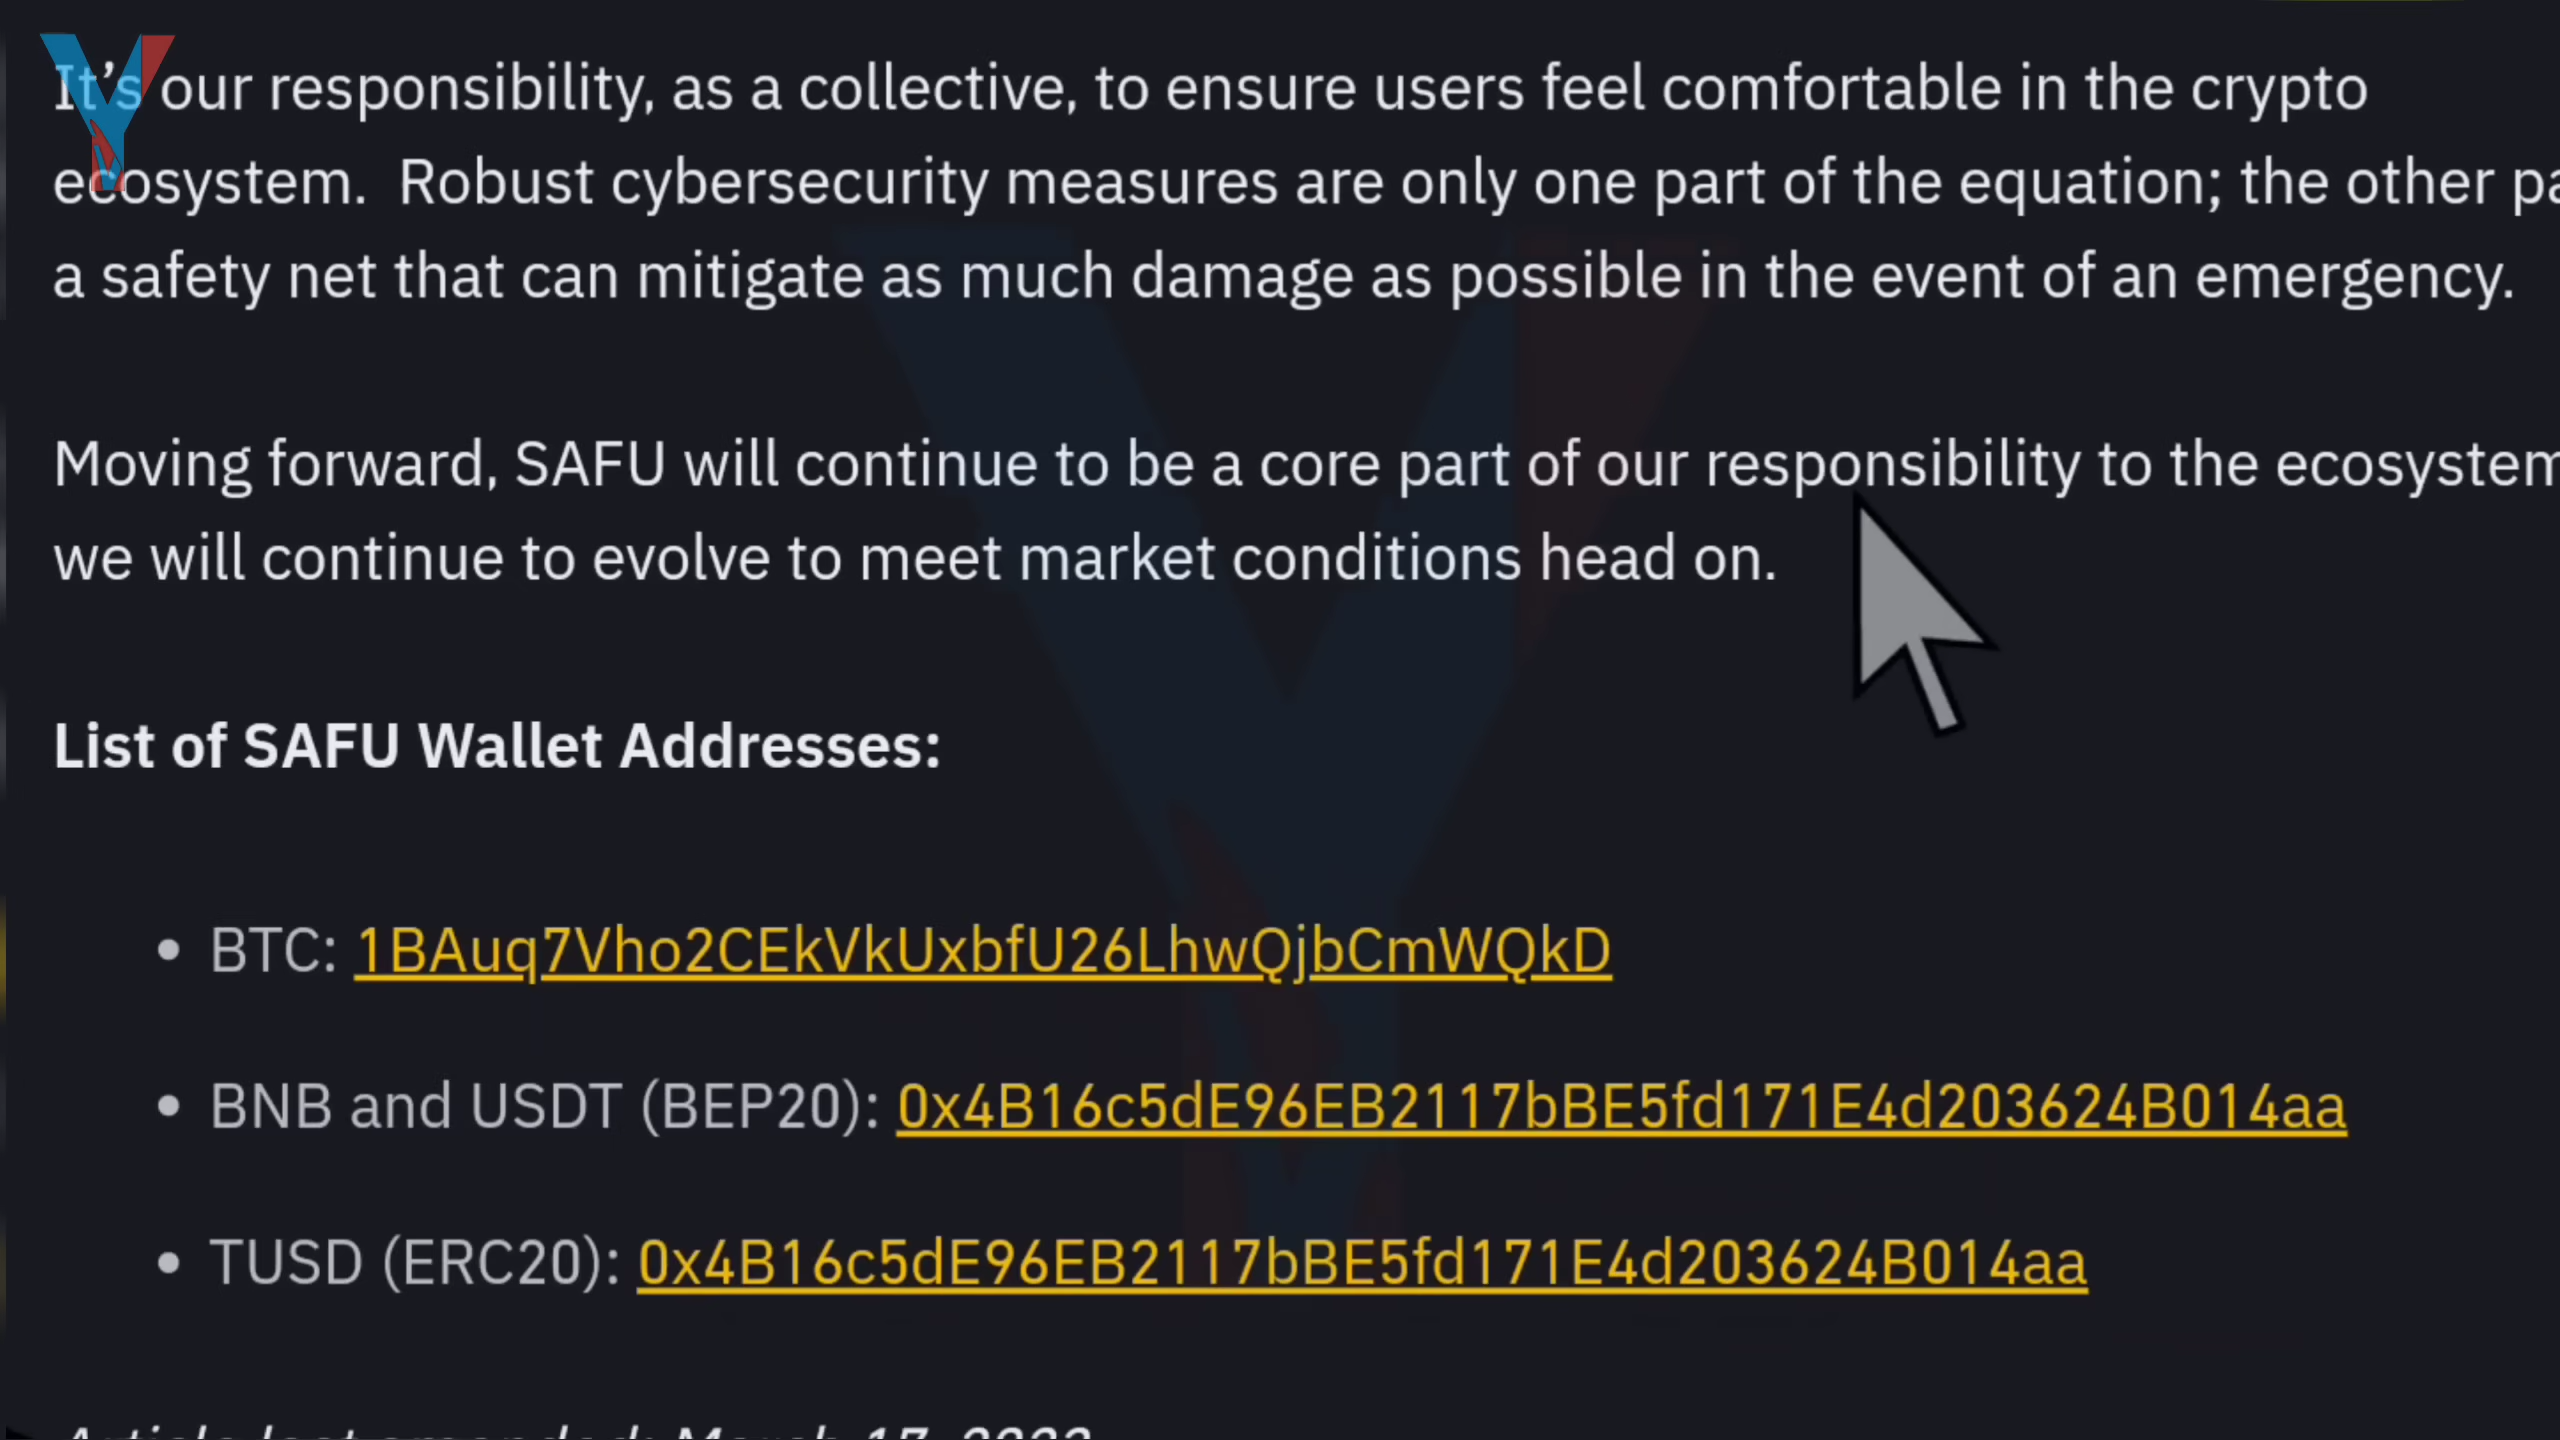 It's our responsibility, as a collective, to ensure users feel comfortable in the crypto
ecosystem.  Robust cybersecurity measures are only one part of the equation; the other
a safety net that can mitigate as much damage as possible in the event of an emergency.
Moving forward, SAFU will continue to be a core part of our responsibility to the ecosystem
we will continue to evolve to meet market conditions head on.
List of SAFU Wallet Addresses:
• BTC: 1BAuq7Vho2CEkVkUxbfU26LhwQjbCmWQkD
• BNB and USDT (BEP20): 0x4B16c5dE96EB2117bBE5fd171E4d203624B014aa
• TUSD (ERC20): 0x4B16c5dE96EB2117bBE5fd171E4d203624B014aa